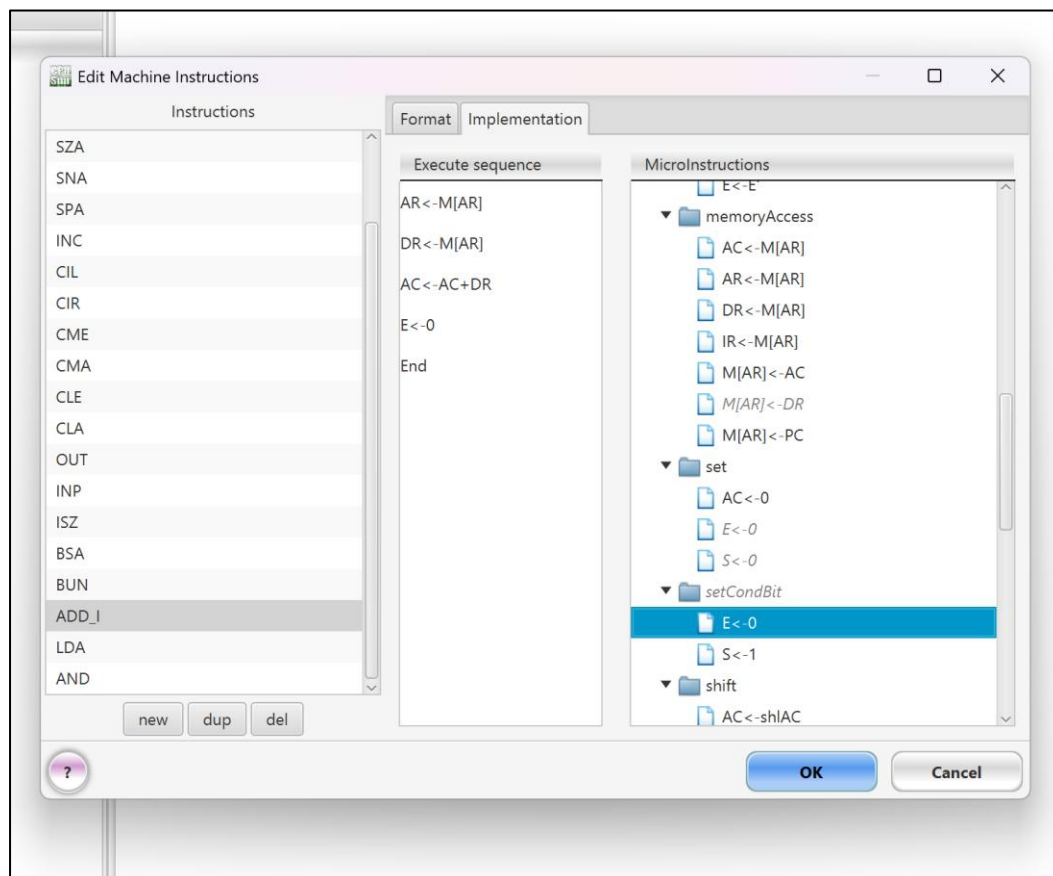 Edit Machine Instructions
Instructions
SZA
SNA
SPA
INC
CIL
CIR
CME
CMA
CLE
CLA
OUT
INP
ISZ
BSA
BUN
ADD_I
LDA
AND
new dup del
Format Implementation
Execute sequence
AR<-M[AR]
DR<-M[AR]
AC<-AC+DR
E<-0
End
MicroInstructions
E<-E'
memoryAccess
AC<-M[AR]
AR<-M[AR]
DR<-M[AR]
IR<-M[AR]
M[AR]<-AC
M[AR]<-DR
M[AR]<-PC
set
AC<-0
E<-0
S<-0
setCondBit
E<-0
S<-1
shift
AC<-shlAC
?
OK Cancel